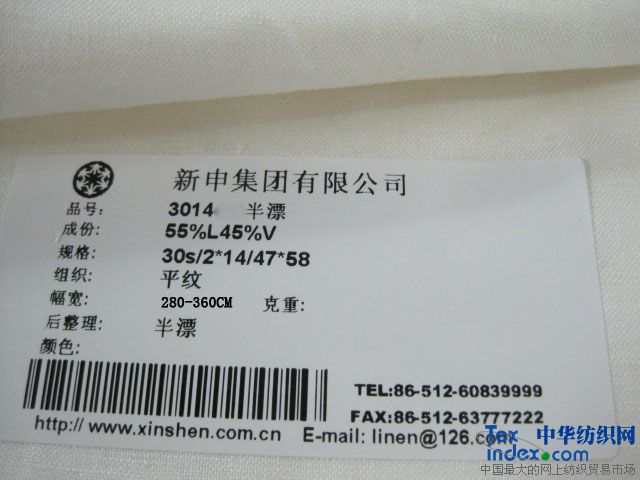 新申集团有限公司
品号: 3014 半漂
成份: 55%L45%V
规格: 30s/2*14/47*58
组织: 平纹
幅宽: 280-360CM 克重:
后整理: 半漂
颜色:
TEL:86-512-60839999
FAX:86-512-63777222
http://www.xinshen.com.cn E-mail: linen@126.com
Tex 中华纺织网
index.com
中国最大的网上纺织贸易市场